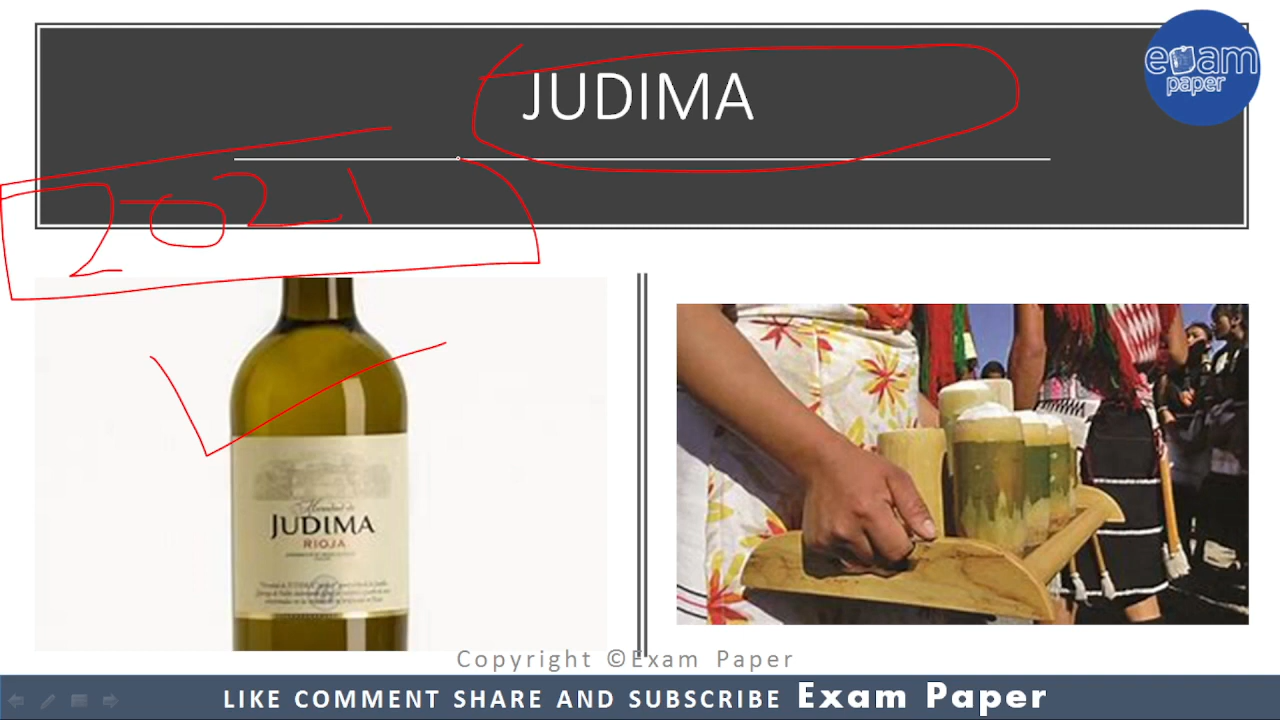 JUDIMA
exam
paper
2021
JUDIMA
RIOJA
Copyright ©Exam Paper
LIKE COMMENT SHARE AND SUBSCRIBE Exam Paper